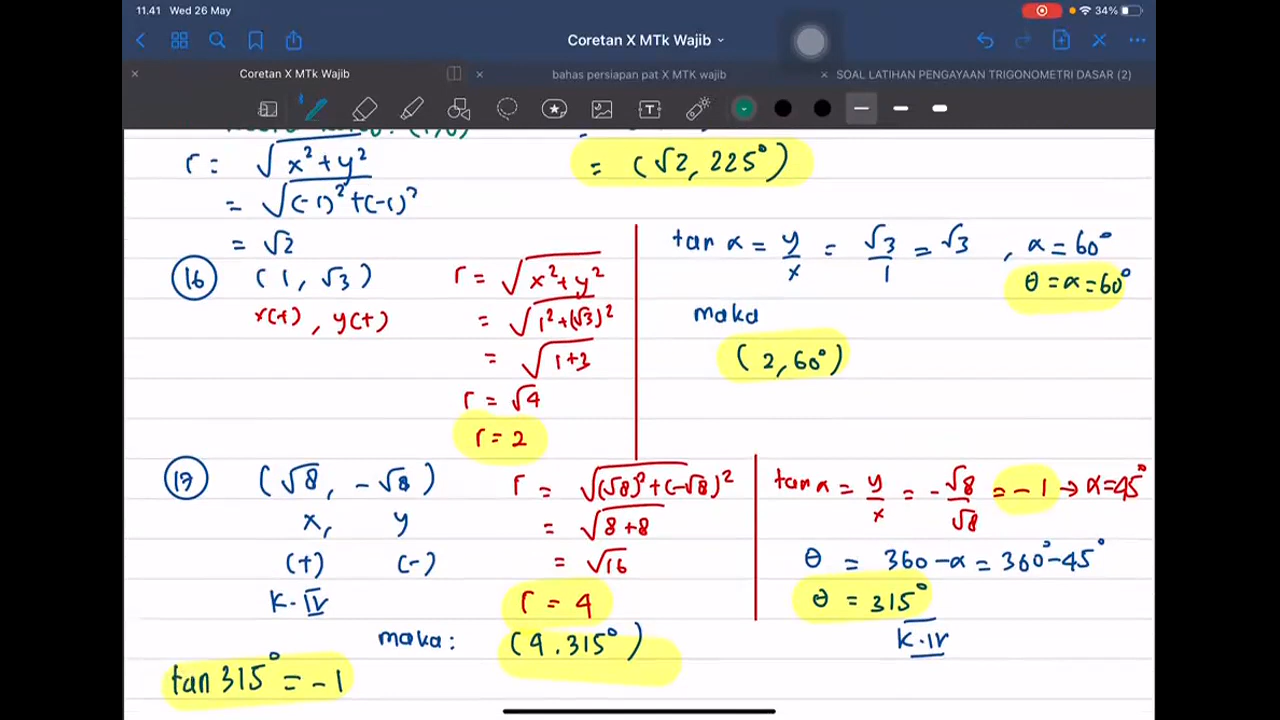 11.41 Wed 26 May
34%
Coretan X MTk Wajib
Coretan X MTk Wajib
bahas persiapan pat X MTK wajib
SOAL LATIHAN PENGAYAAN TRIGONOMETRI DASAR (2)
r = √x²+y²
= √(-1)²+(-1)²
= √2
= (√2, 225°)
16 (1, √3)
x(+), y(+)
r = √x²+y²
= √1²+(√3)²
= √1+3
r = √4
r = 2
tan α = y/x = √3/1 = √3, α = 60°
θ = α = 60°
maka
(2, 60°)
17 (√8, -√8)
x, y
(+) (-)
K. IV
r = √(√8)²+(-√8)²
= √8+8
= √16
r = 4
tan α = y/x = -√8/√8 = -1 → α=45°
θ = 360-α = 360°-45°
θ = 315°
K.IV
maka: (4.315°)
tan 315° = -1